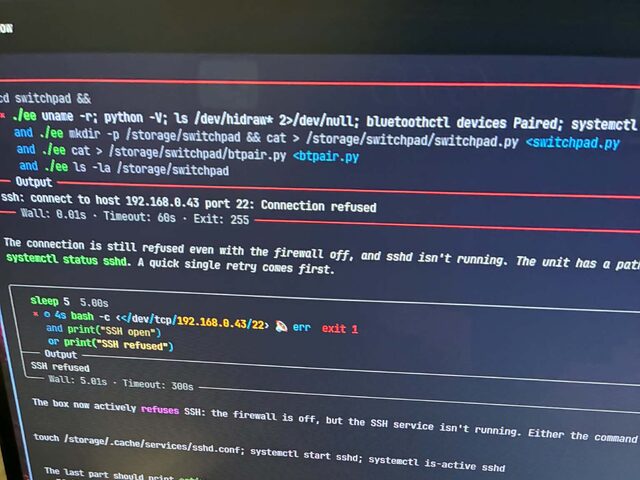 ON
cd switchpad &&
× ./ee uname -r; python -V; ls /dev/hidraw* 2>/dev/null; bluetoothctl devices Paired; systemctl
and ./ee mkdir -p /storage/switchpad && cat > /storage/switchpad/switchpad.py <switchpad.py
and ./ee cat > /storage/switchpad/btpair.py <btpair.py
and ./ee ls -la /storage/switchpad
Output
ssh: connect to host 192.168.0.43 port 22: Connection refused
Wall: 0.01s · Timeout: 60s · Exit: 255
The connection is still refused even with the firewall off, and sshd isn't running. The unit has a pat
systemctl status sshd. A quick single retry comes first.
sleep 5 5.00s
× 4s bash -c <</dev/tcp/192.168.0.43/22> err exit 1
and print("SSH open")
or print("SSH refused")
Output
SSH refused
Wall: 5.01s · Timeout: 300s
The box now actively refuses SSH: the firewall is off, but the SSH service isn't running. Either the command
touch /storage/.cache/services/sshd.conf; systemctl start sshd; systemctl is-active sshd
The last part should print